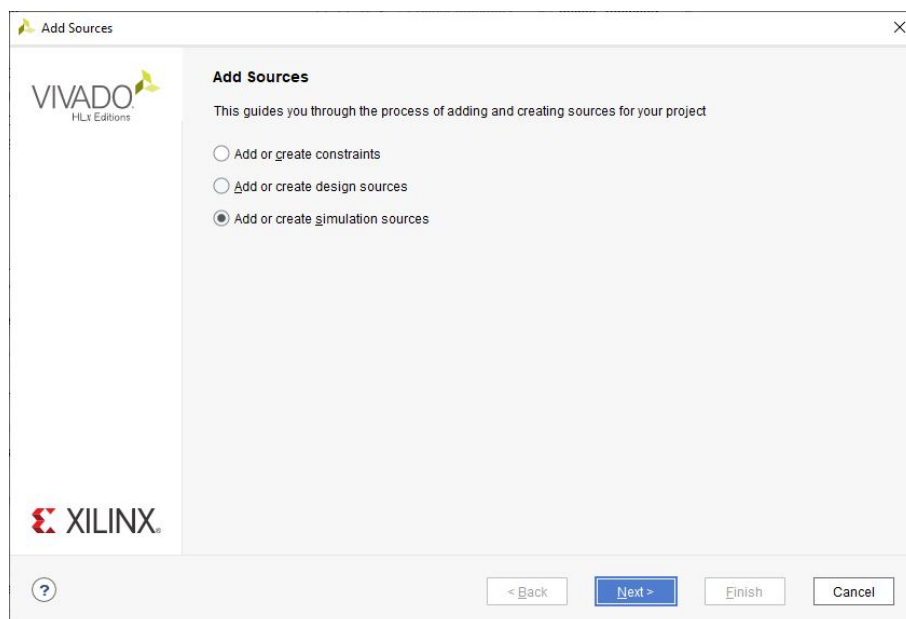 Add Sources
VIVADO
HLx Editions
Add Sources
This guides you through the process of adding and creating sources for your project
Add or create constraints
Add or create design sources
Add or create simulation sources
XILINX
?
< Back
Next >
Finish
Cancel